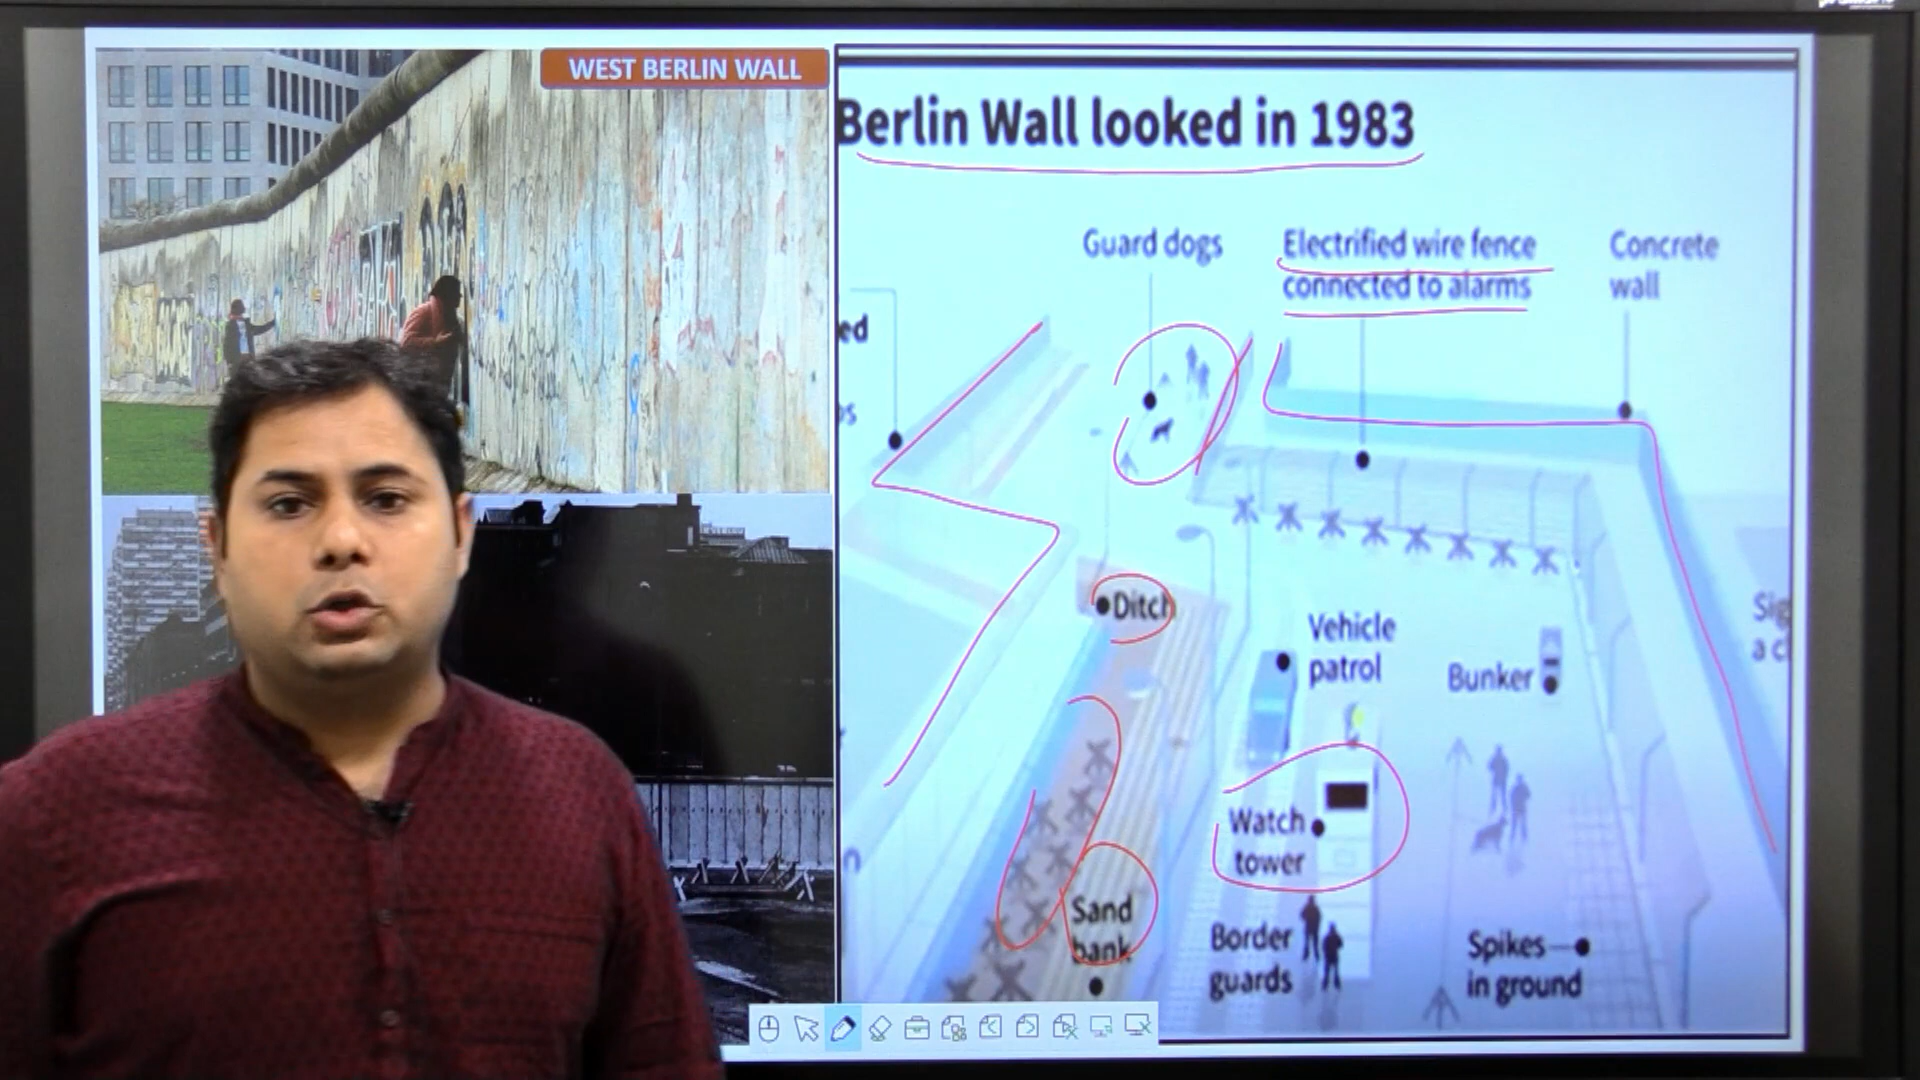 WEST BERLIN WALL
Berlin Wall looked in 1983
Guard dogs
Electrified wire fence
connected to alarms
Concrete
wall
ed
Ditch
Vehicle
patrol
Bunker
Watch
tower
Sand
bank
Border
guards
Spikes
in ground